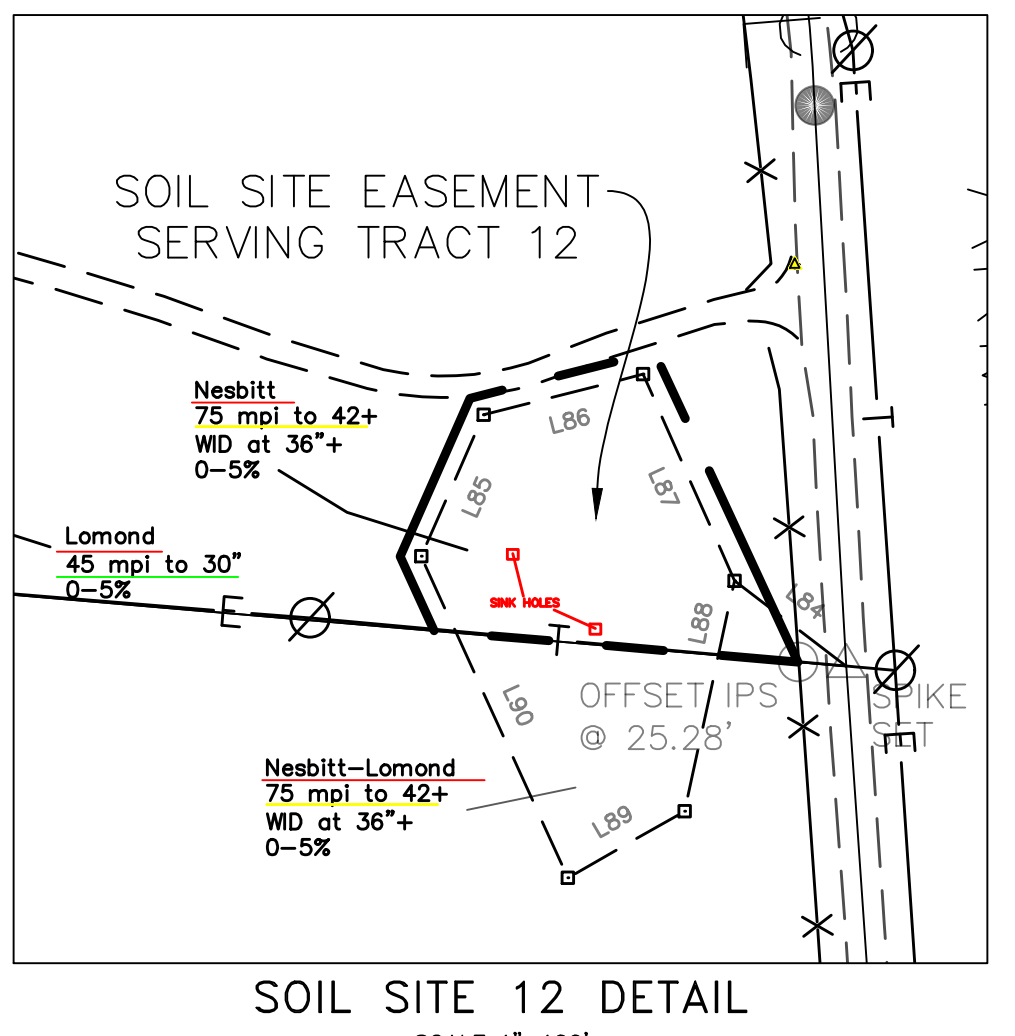 SOIL SITE EASEMENT
SERVING TRACT 12
E
Nesbitt
75 mpi to 42+
WID at 36"+
0-5%
L86
T
L85
L87
Lomond
45 mpi to 30"
0-5%
SINK HOLES
L84
E
T
L88
L90
OFFSET IPS
@ 25.28'
SPIKE
SET
E
Nesbitt-Lomond
75 mpi to 42+
WID at 36"+
0-5%
L89
SOIL SITE 12 DETAIL